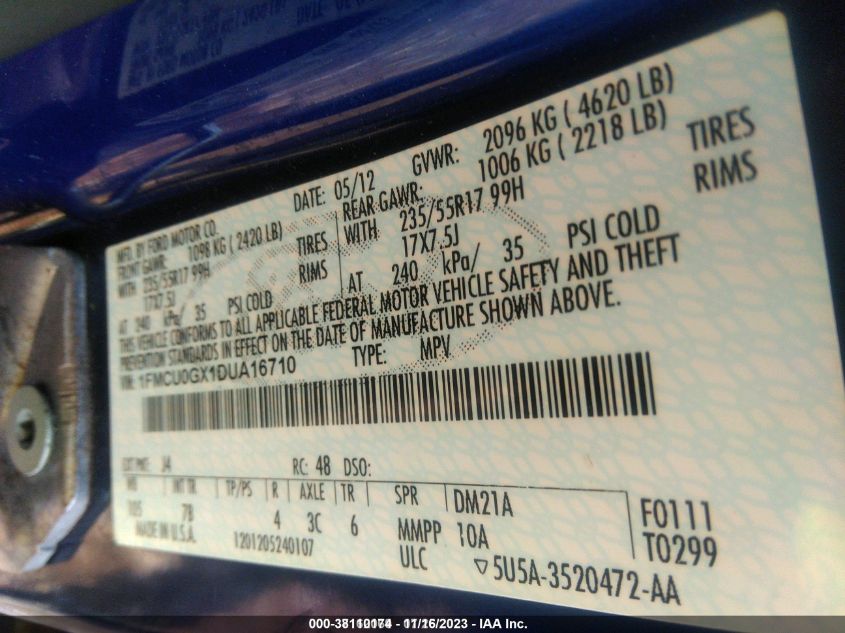 MFD. BY FORD MOTOR CO.
DATE: 05/12
GVWR: 2096 KG ( 4620 LB)
FRONT GAWR: 1098 KG ( 2420 LB)
REAR GAWR: 1006 KG ( 2218 LB)
WITH 235/55R17 99H TIRES
WITH 235/55R17 99H TIRES
17X7.5J RIMS
17X7.5J RIMS
AT 240 kPa/ 35 PSI COLD
AT 240 kPa/ 35 PSI COLD
THIS VEHICLE CONFORMS TO ALL APPLICABLE FEDERAL MOTOR VEHICLE SAFETY AND THEFT
PREVENTION STANDARDS IN EFFECT ON THE DATE OF MANUFACTURE SHOWN ABOVE.
VIN: 1FMCU0GX1DUA16710
TYPE: MPV
EXT PNT: J4 RC: 48 DSO:
WB INT TR TP/PS R AXLE TR SPR
105 7B 4 3C 6
DM21A
MMPP 10A
ULC
F0111
T0299
MADE IN U.S.A.
1201205240107
5U5A-3520472-AA
11/26/2023 - IAA Inc.